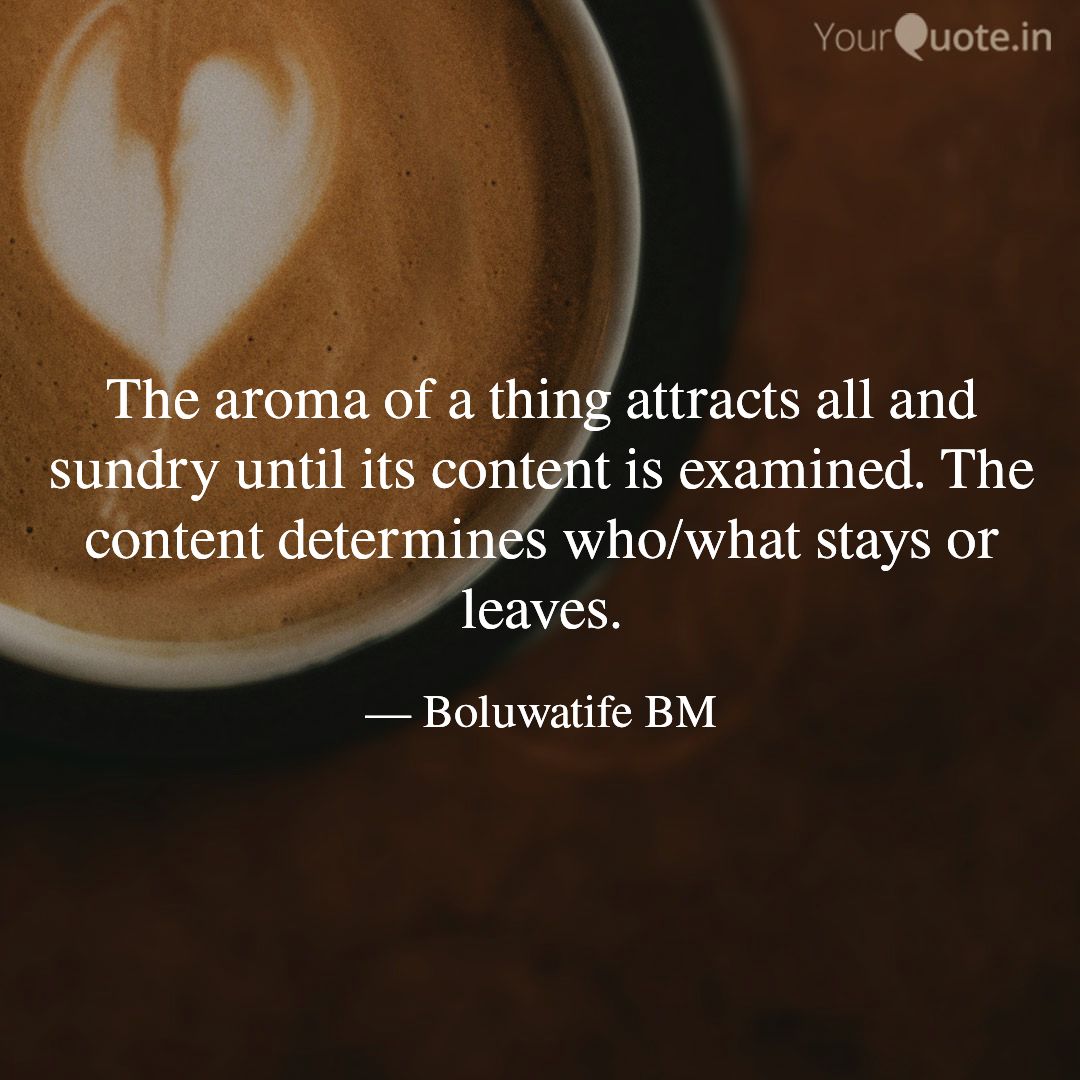 YourQuote.in
The aroma of a thing attracts all and
sundry until its content is examined. The
content determines who/what stays or
leaves.
— Boluwatife BM